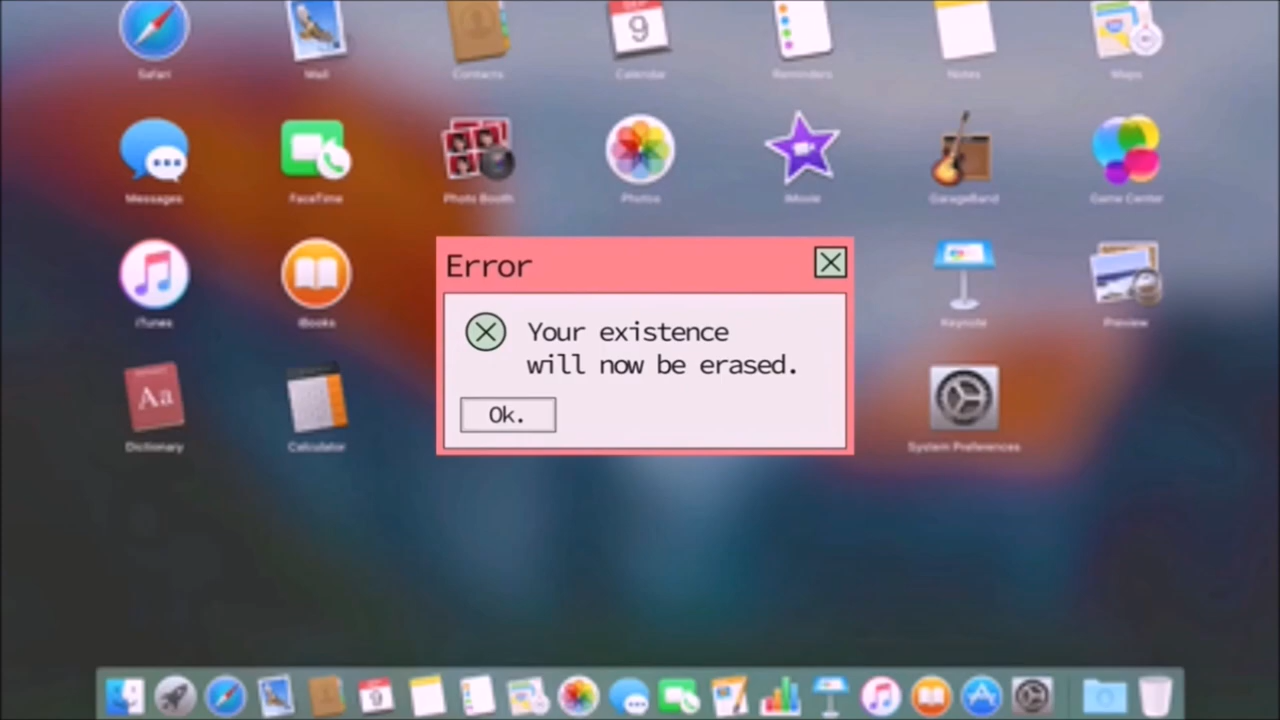 Safari Mail Contacts Calendar Reminders Notes Maps
Messages FaceTime Photo Booth Photos iMovie GarageBand Game Center
Error
iTunes iBooks Keynote Preview
Your existence
will now be erased.
Aa
Dictionary Calculator System Preferences
Ok.